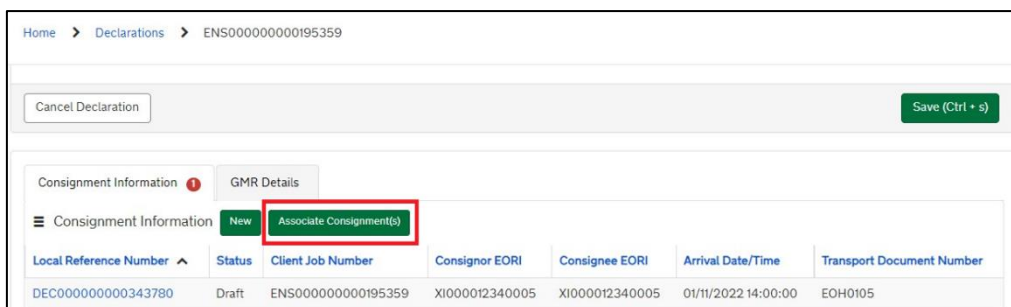 Home > Declarations > ENS000000000195359
Cancel Declaration Save (Ctrl + s)
Consignment Information 1 GMR Details
Consignment Information New Associate Consignment(s)
Local Reference Number Status Client Job Number Consignor EORI Consignee EORI Arrival Date/Time Transport Document Number
DEC000000000343780 Draft ENS000000000195359 XI000012340005 XI000012340005 01/11/2022 14:00:00 EOH0105